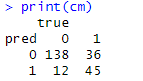 > print(cm)
true
pred 0 1
0 138 36
1 12 45